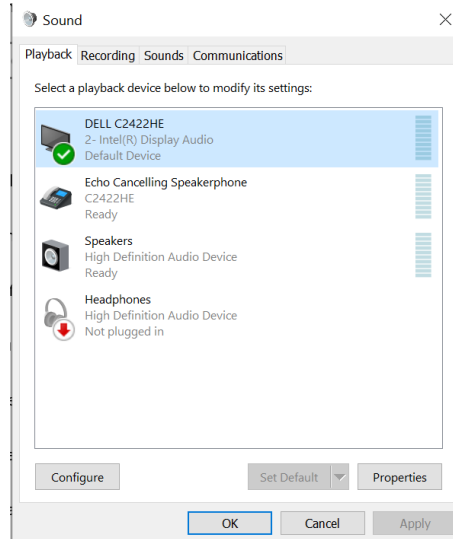 Sound
Playback Recording Sounds Communications
Select a playback device below to modify its settings:
DELL C2422HE
2- Intel(R) Display Audio
Default Device
Echo Cancelling Speakerphone
C2422HE
Ready
Speakers
High Definition Audio Device
Ready
Headphones
High Definition Audio Device
Not plugged in
Configure Set Default Properties
OK Cancel Apply